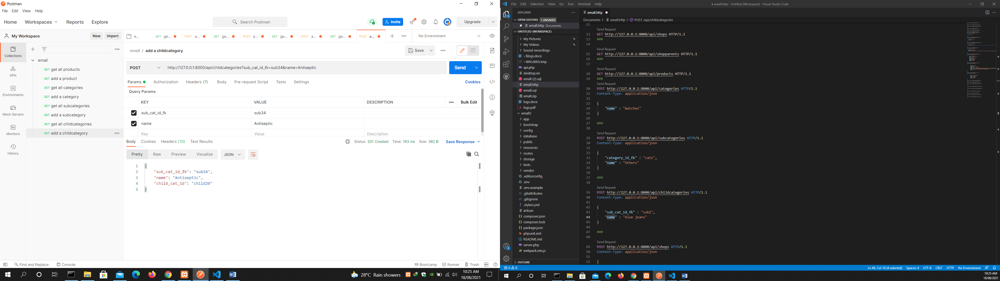 Postman
File Edit View Help
Home Workspaces Reports Explore
Search Postman
Invite
Upgrade
My Workspace
New Import
e...
GET ge...
POST a...
GET ge...
POST a...
GET ge...
POST a...
GET ge...
POST a...
No Environment
Collections
APIs
Environments
Mock Servers
Monitors
History
emall
GET get all products
GET add a product
GET get all categories
GET add a category
GET get all subcategories
GET add a subcategory
GET get all childcategories
GET add a childcategory
emall / add a childcategory
Save
POST
http://127.0.0.1:8000/api/childcategories?sub_cat_id_fk=sub34&name=Antiseptic
Send
Params Authorization Headers (7) Body Pre-request Script Tests Settings
Cookies
Query Params
KEY VALUE DESCRIPTION
Bulk Edit
sub_cat_id_fk sub34
name Antiseptic
Key Value Description
Body Cookies Headers (10) Test Results
Status: 201 Created Time: 193 ms Size: 382 B
Save Response
Pretty Raw Preview Visualize JSON
1 {
2 "sub_cat_id_fk": "sub34",
3 "name": "Antiseptic",
4 "child_cat_id": "child20"
5 }
Find and Replace Console
Bootcamp Runner Trash
28°C Rain showers
10:25 AM
18/08/2021
File Edit Selection View Go Run Terminal Help
● emall.http - Untitled (Workspace) - Visual Studio Code
EXPLORER
OPEN EDITORS 1 UNSAVED
emall.http Documents
UNTITLED (WORKSPACE)
My Pictures
My Videos
Sound recordings
~$logs.docx
~WRL0003.tmp
api.php
desktop.ini
emall (2).sql
emall.http
emall.sql
emall.zip
logs.docx
logs.pdf
emall2
app
bootstrap
config
database
public
resources
routes
storage
tests
vendor
.editorconfig
.env
.env.example
.gitattributes
.gitignore
.styleci.yml
artisan
composer.json
composer.lock
package.json
phpunit.xml
README.md
server.php
webpack.mix.js
OUTLINE
emall.http
Documents > emall.http > POST /api/childcategories
11
Send Request
12 GET http://127.0.0.1:8000/api/shops HTTP/1.1
13 ###
14
Send Request
15 GET http://127.0.0.1:8000/api/shopparents HTTP/1.1
16 ###
17
Send Request
18 GET http://127.0.0.1:8000/api/products HTTP/1.1
19 ###
Send Request
20 POST http://127.0.0.1:8000/api/categories HTTP/1.1
21 Content-Type: application/json
22
23 {
24 "name" : "Watches"
25 }
26
27 ###
28
Send Request
29 POST http://127.0.0.1:8000/api/subcategories HTTP/1.1
30 Content-Type: application/json
31
32 {
33 "category_id_fk" : "cat1",
34 "name" : "Others"
35 }
36
37 ###
38
Send Request
39 POST http://127.0.0.1:8000/api/childcategories HTTP/1.1
40 Content-Type: application/json
41
42 {
43 "sub_cat_id_fk" : "sub2",
44 "name" : "blue jeans"
45 }
46
47 ###
48
Send Request
49 POST http://127.0.0.1:8000/api/shops HTTP/1.1
50 Content-Type: application/json
51
52 {
0 0
Ln 44, Col 10 (4 selected) Spaces: 4 UTF-8 CRLF HTTP No Environment
10:25 AM
18/08/2021